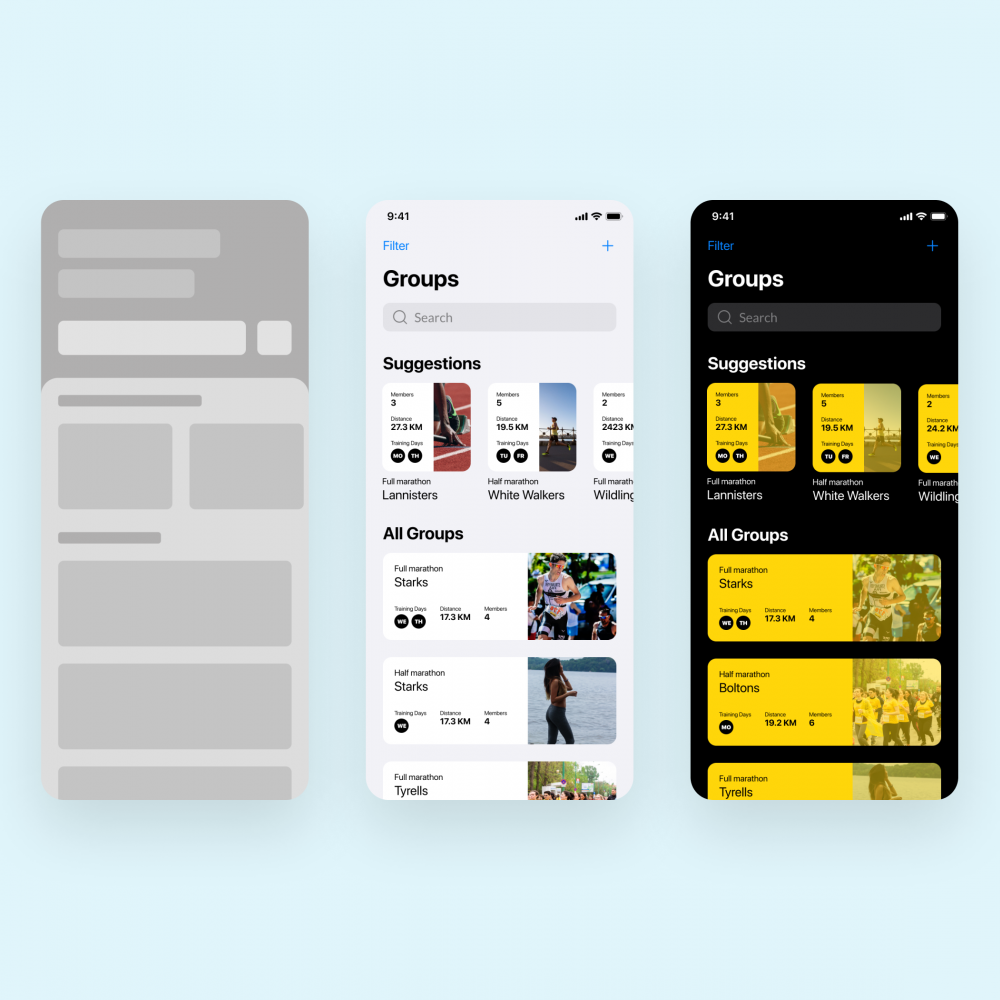 9:41
Filter
Groups
Search
Suggestions
Members
3
Distance
27.3 KM
Training Days
MO TH
Full marathon
Lannisters
Members
5
Distance
19.5 KM
Training Days
TU FR
Half marathon
White Walkers
Members
2
Distance
2423 KM
Training Days
WE
Full marath
Wildling
All Groups
Full marathon
Starks
Training Days Distance Members
WE TH 17.3 KM 4
Half marathon
Starks
Training Days Distance Members
WE 17.3 KM 4
Full marathon
Tyrells
9:41
Filter
Groups
Search
Suggestions
Members
3
Distance
27.3 KM
Training Days
MO TH
Full marathon
Lannisters
Members
5
Distance
19.5 KM
Training Days
TU FR
Half marathon
White Walkers
Members
2
Distance
24.2 KM
Training Days
WE
Full marath
Wildling
All Groups
Full marathon
Starks
Training Days Distance Members
WE TH 17.3 KM 4
Half marathon
Boltons
Training Days Distance Members
MO 19.2 KM 6
Full marathon
Tyrells